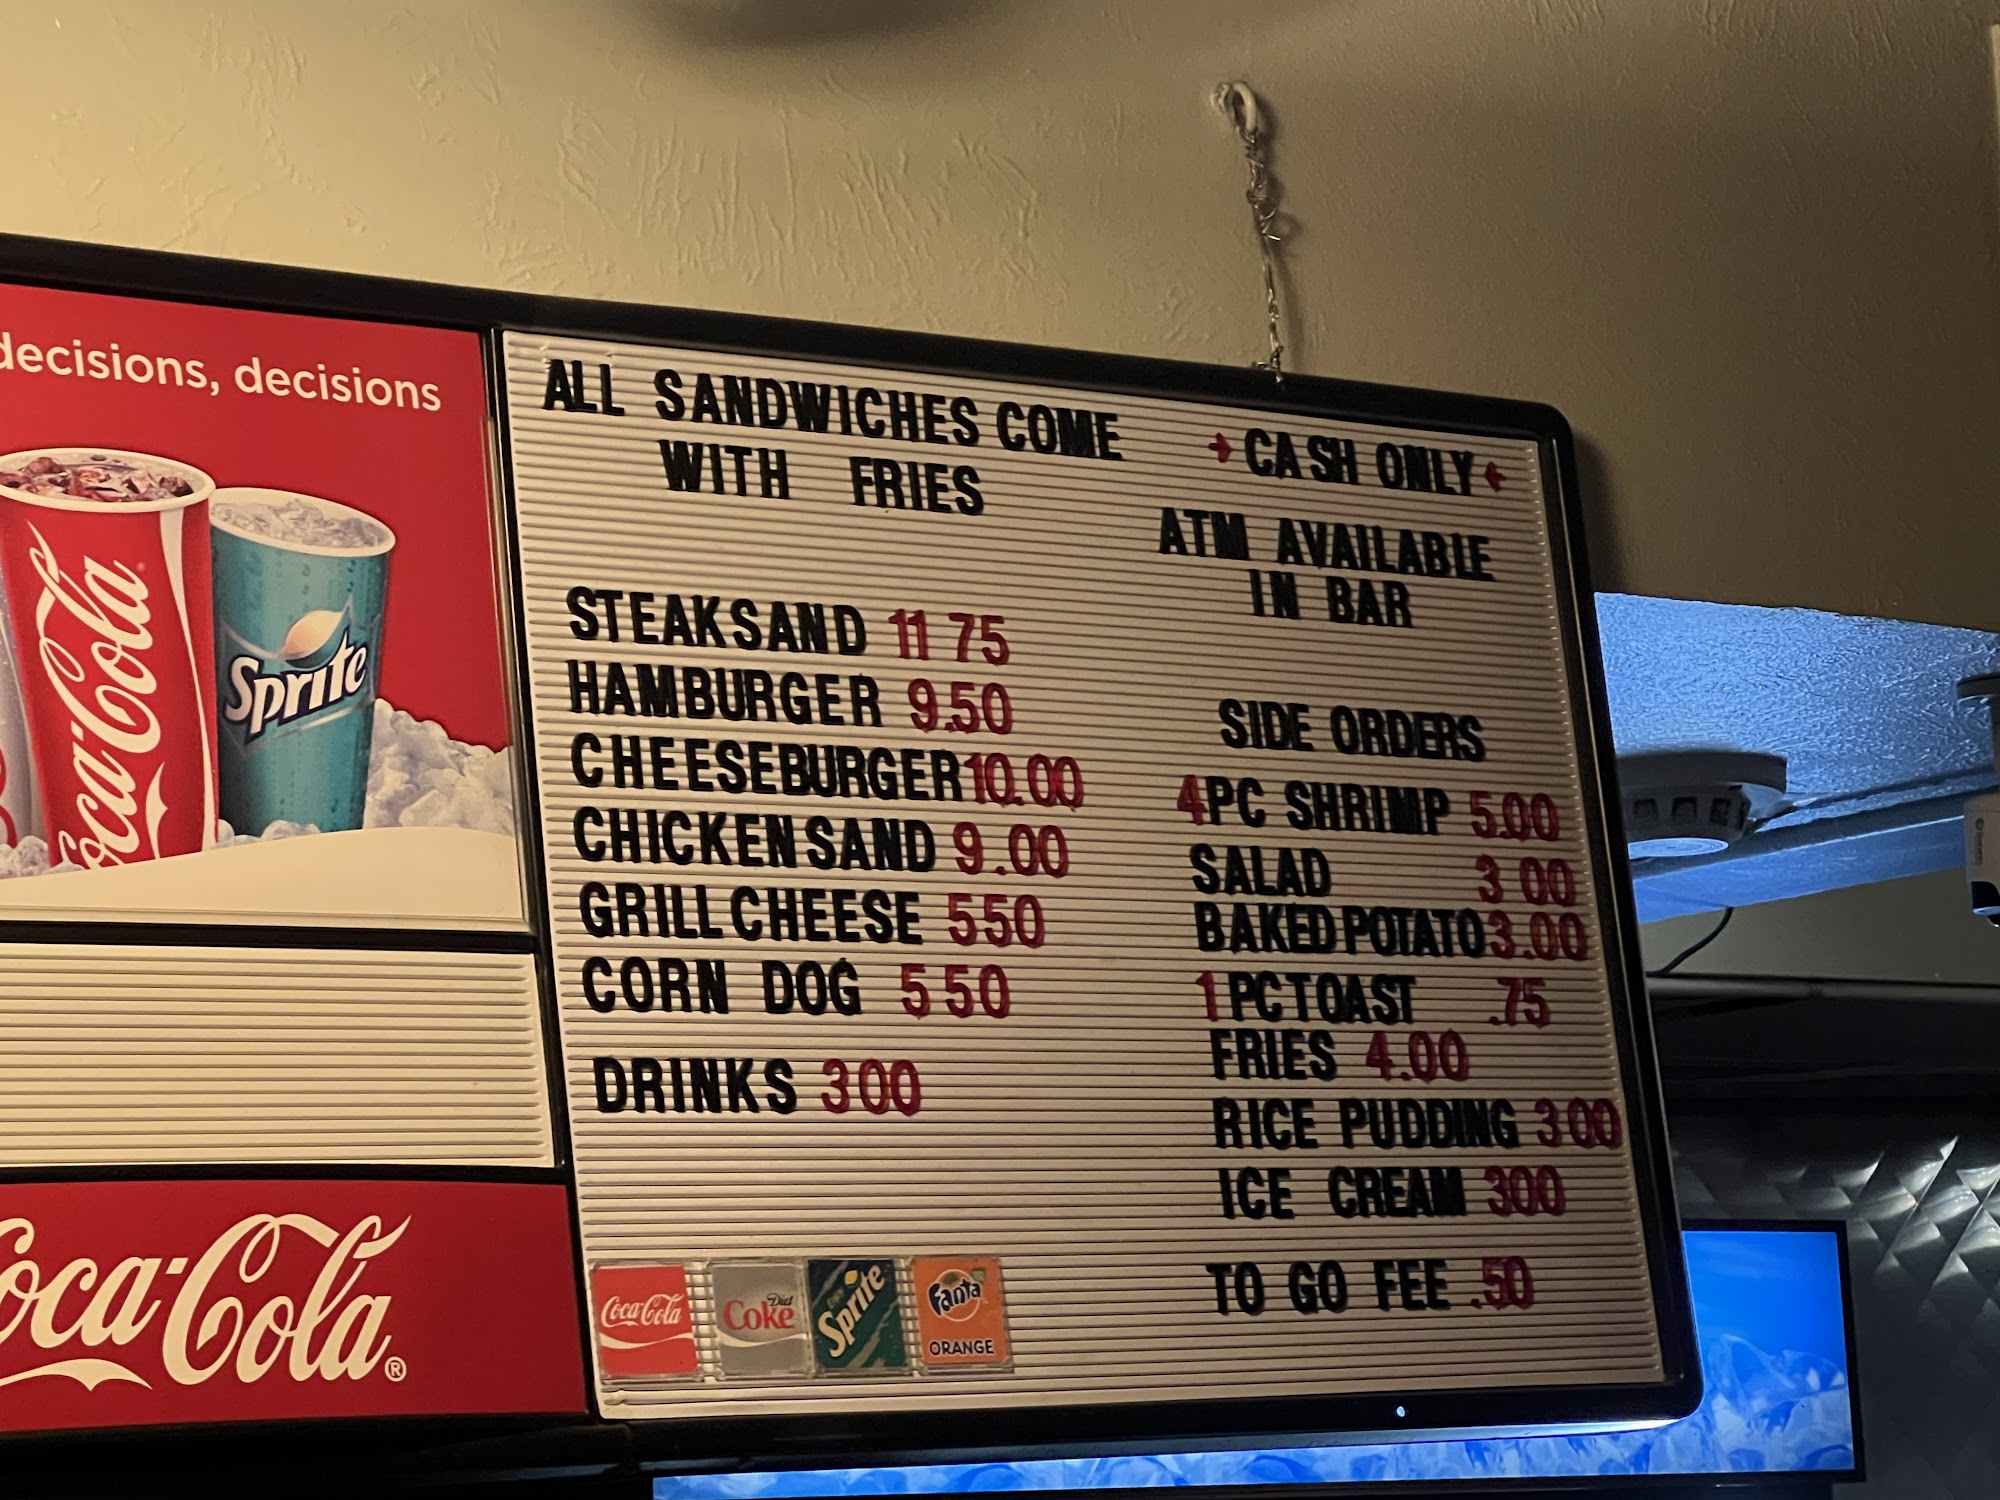 decisions, decisions
Coca-Cola
Sprite
Coca-Cola®
ALL SANDWICHES COME
WITH FRIES
STEAK SAND 11 75
HAMBURGER 9.50
CHEESEBURGER 10.00
CHICKEN SAND 9.00
GRILL CHEESE 5 50
CORN DOG 5 50
DRINKS 3 00
Coca-Cola
Diet
Coke
Sprite
Fanta
ORANGE
→ CASH ONLY ←
ATM AVAILABLE
IN BAR
SIDE ORDERS
4PC SHRIMP 5.00
SALAD 3 00
BAKED POTATO 3.00
1 PC TOAST .75
FRIES 4.00
RICE PUDDING 3 00
ICE CREAM 3 00
TO GO FEE .50